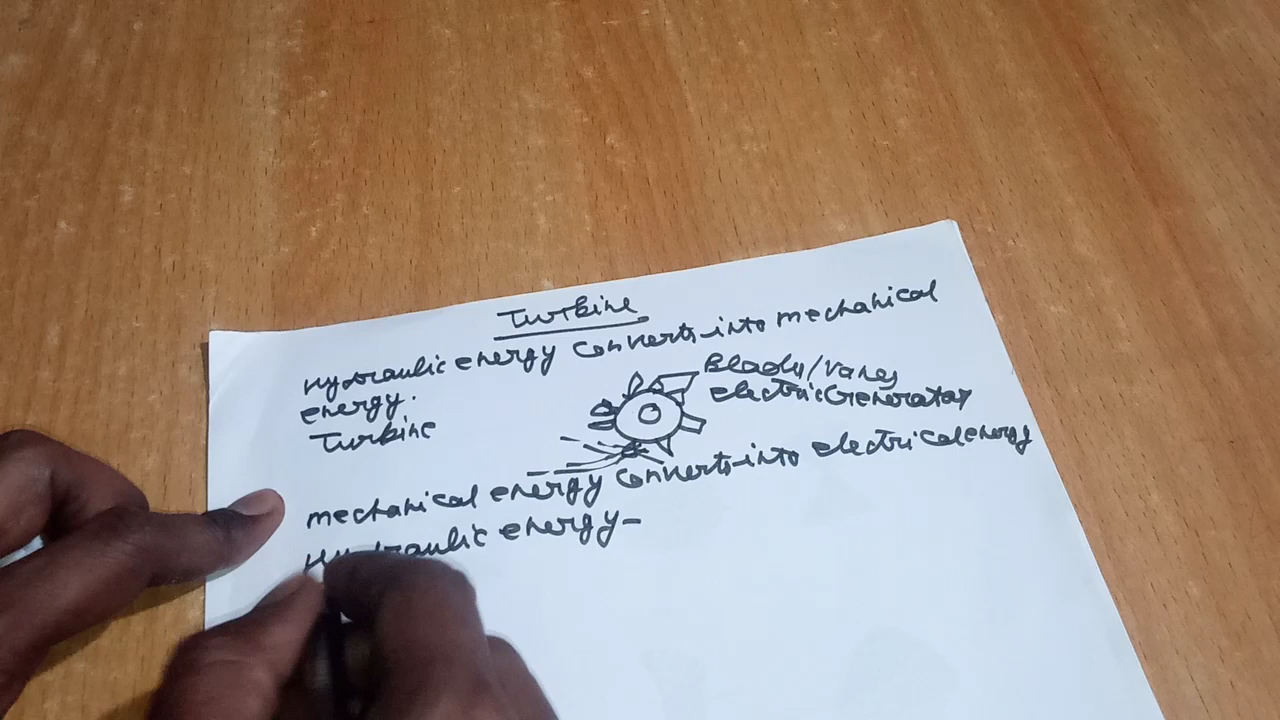 Turbine
Hydraulic energy converts into mechanical
energy.
Blades/Vanes
electric Generator
Turbine
mechanical energy converts into electrical energy
Hydraulic energy-